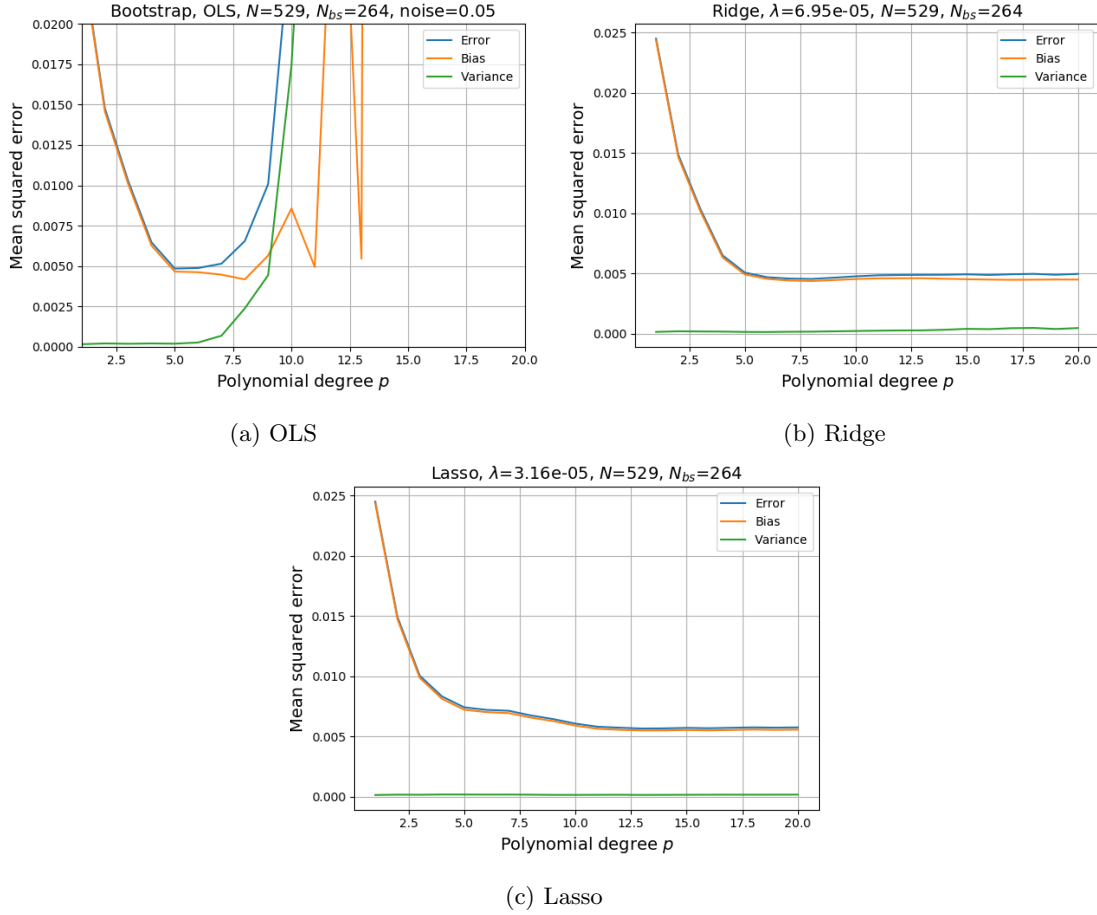 Bootstrap, OLS, N=529, N_bs=264, noise=0.05
0.0200
0.0175
0.0150
0.0125
0.0100
0.0075
0.0050
0.0025
0.0000
Mean squared error
Error
Bias
Variance
2.5 5.0 7.5 10.0 12.5 15.0 17.5 20.0
Polynomial degree p
(a) OLS
Ridge, λ=6.95e-05, N=529, N_bs=264
0.025
0.020
0.015
0.010
0.005
0.000
Mean squared error
Error
Bias
Variance
2.5 5.0 7.5 10.0 12.5 15.0 17.5 20.0
Polynomial degree p
(b) Ridge
Lasso, λ=3.16e-05, N=529, N_bs=264
0.025
0.020
0.015
0.010
0.005
0.000
Mean squared error
Error
Bias
Variance
2.5 5.0 7.5 10.0 12.5 15.0 17.5 20.0
Polynomial degree p
(c) Lasso